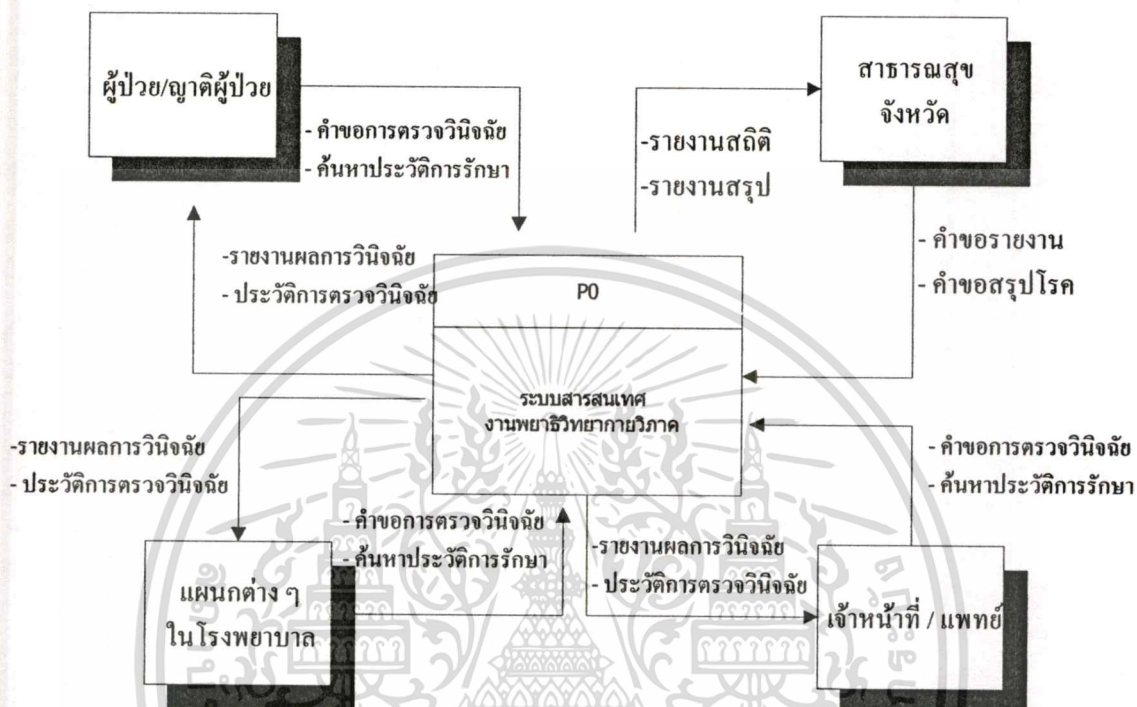 ผู้ป่วย/ญาติผู้ป่วย
สาธารณสุข
จังหวัด
- คำขอการตรวจวินิจฉัย
- ค้นหาประวัติการรักษา
-รายงานสถิติ
-รายงานสรุป
- คำขอรายงาน
- คำขอสรุปโรค
-รายงานผลการวินิจฉัย
- ประวัติการตรวจวินิจฉัย
P0
ระบบสารสนเทศ
งานพยาธิวิทยากายวิภาค
-รายงานผลการวินิจฉัย
- ประวัติการตรวจวินิจฉัย
- คำขอการตรวจวินิจฉัย
- ค้นหาประวัติการรักษา
- คำขอการตรวจวินิจฉัย
- ค้นหาประวัติการรักษา
-รายงานผลการวินิจฉัย
- ประวัติการตรวจวินิจฉัย
แผนกต่าง ๆ
ในโรงพยาบาล
เจ้าหน้าที่ / แพทย์